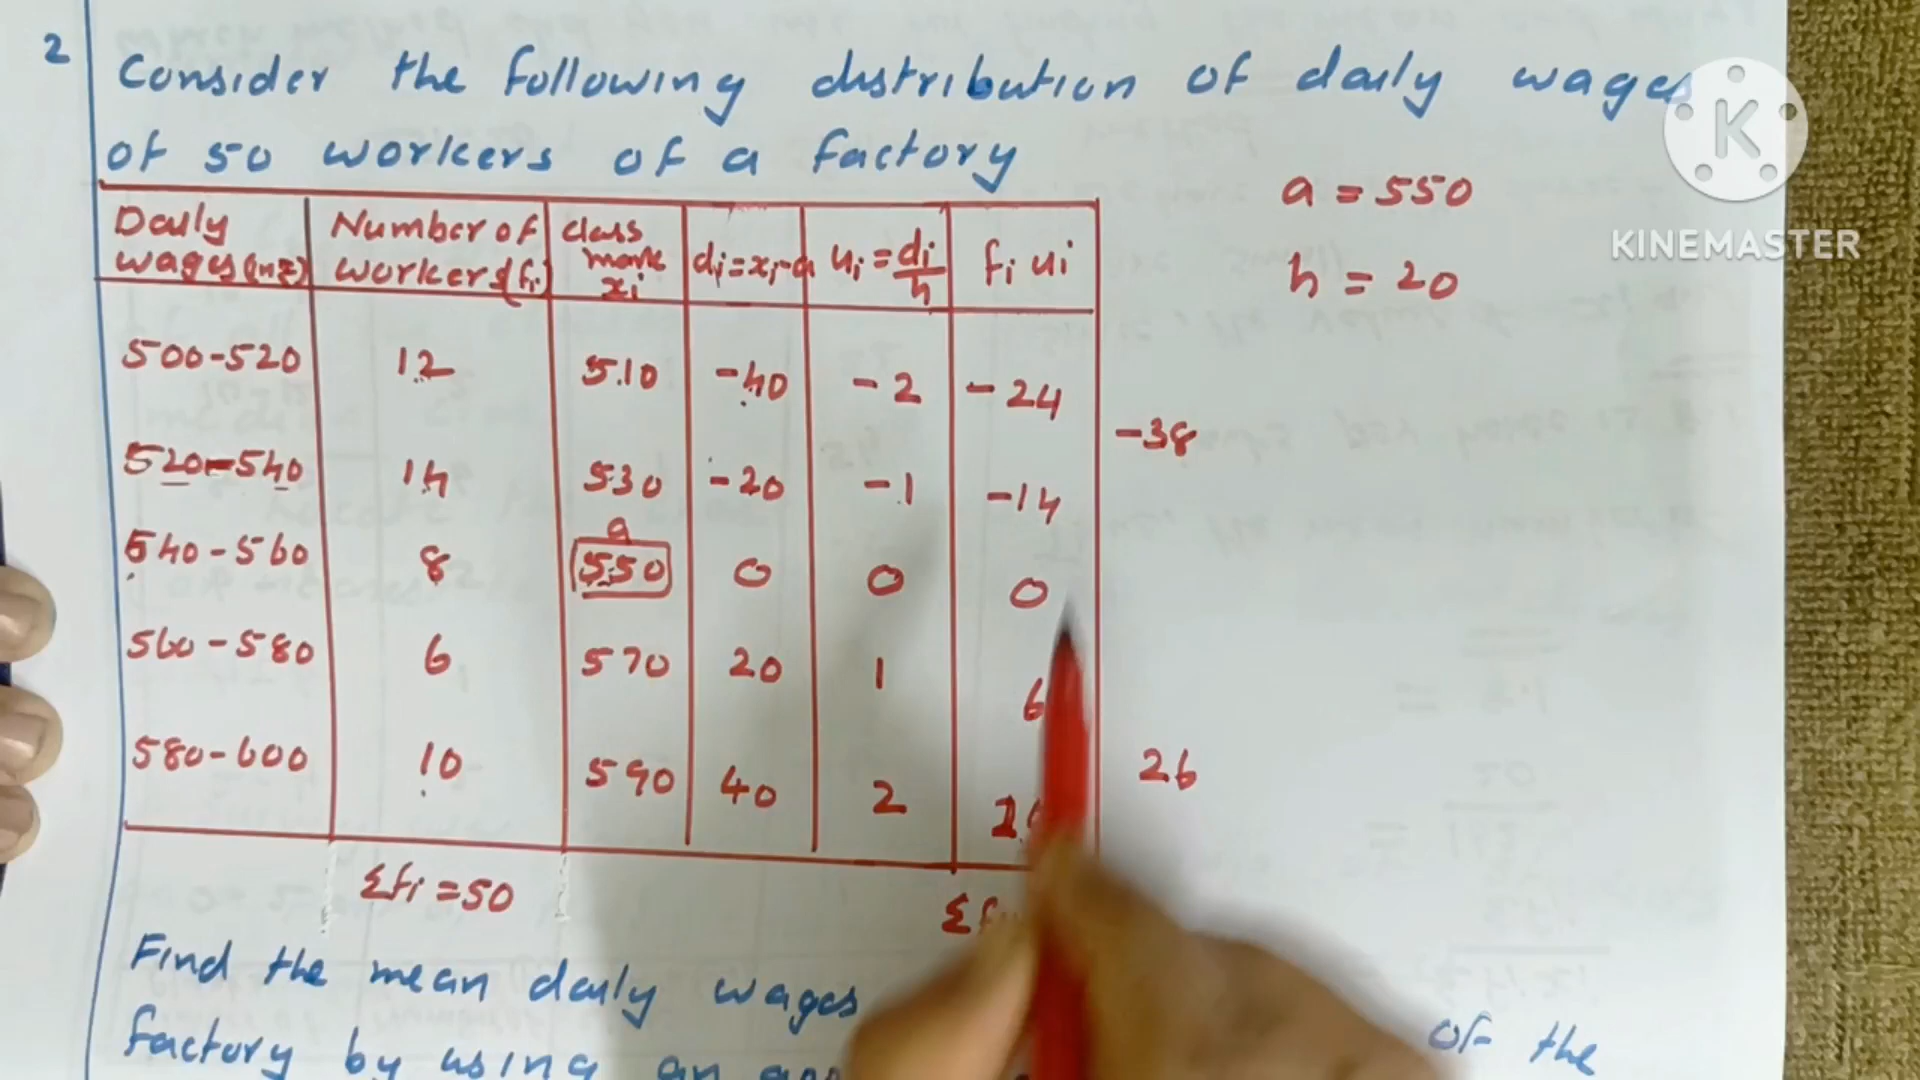 2
Consider the following distribution of daily wages
of 50 workers of a factory
a = 550
h = 20
KINEMASTER
Daily wages (in ₹) | Number of workers (fi) | class mark xi | di = xi - a | ui = di/h | fi ui
500-520 12 510 -40 -2 -24
-38
520-540 14 530 -20 -1 -14
a
540-560 8 550 0 0 0
560-580 6 570 20 1 6
580-600 10 590 40 2
26
Σfi = 50
Find the mean daily wages of the
factory by using an